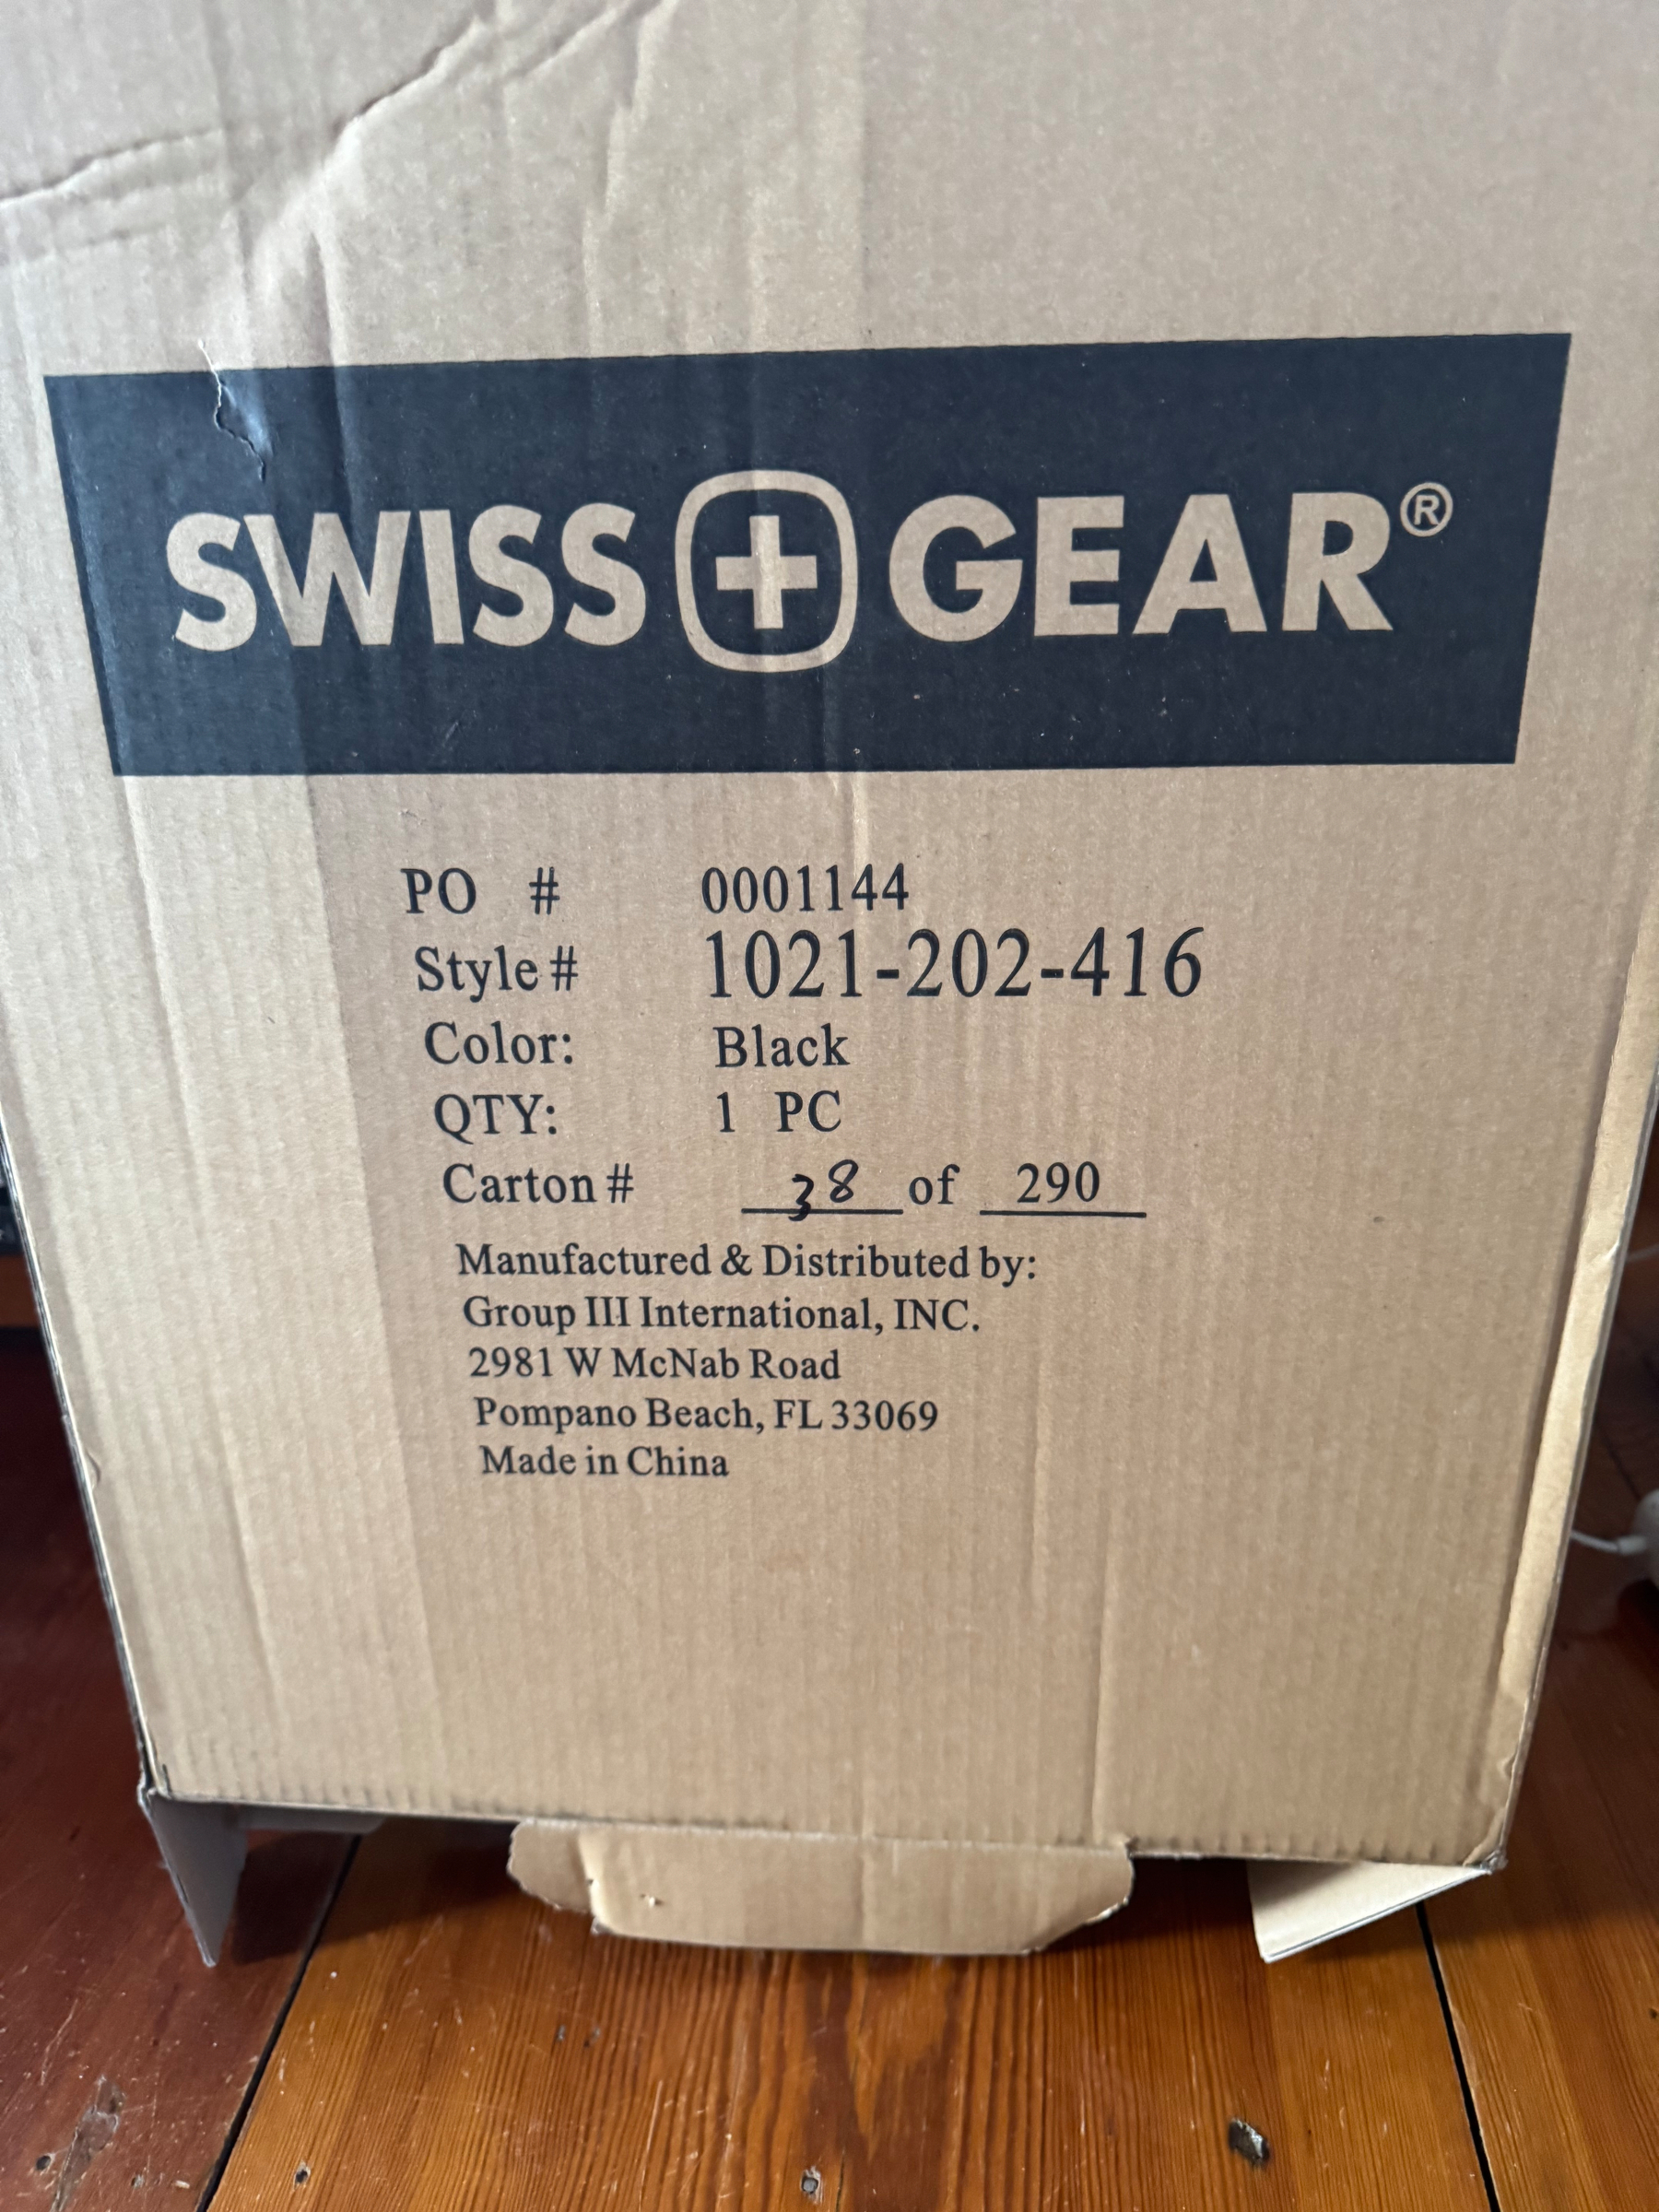 SWISS GEAR®
PO # 0001144
Style # 1021-202-416
Color: Black
QTY: 1 PC
Carton # 38 of 290
Manufactured & Distributed by:
Group III International, INC.
2981 W McNab Road
Pompano Beach, FL 33069
Made in China